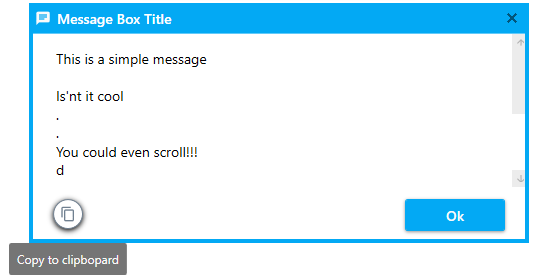 Message Box Title
This is a simple message
Is'nt it cool
.
.
You could even scroll!!!
d
Ok
Copy to clipbopard